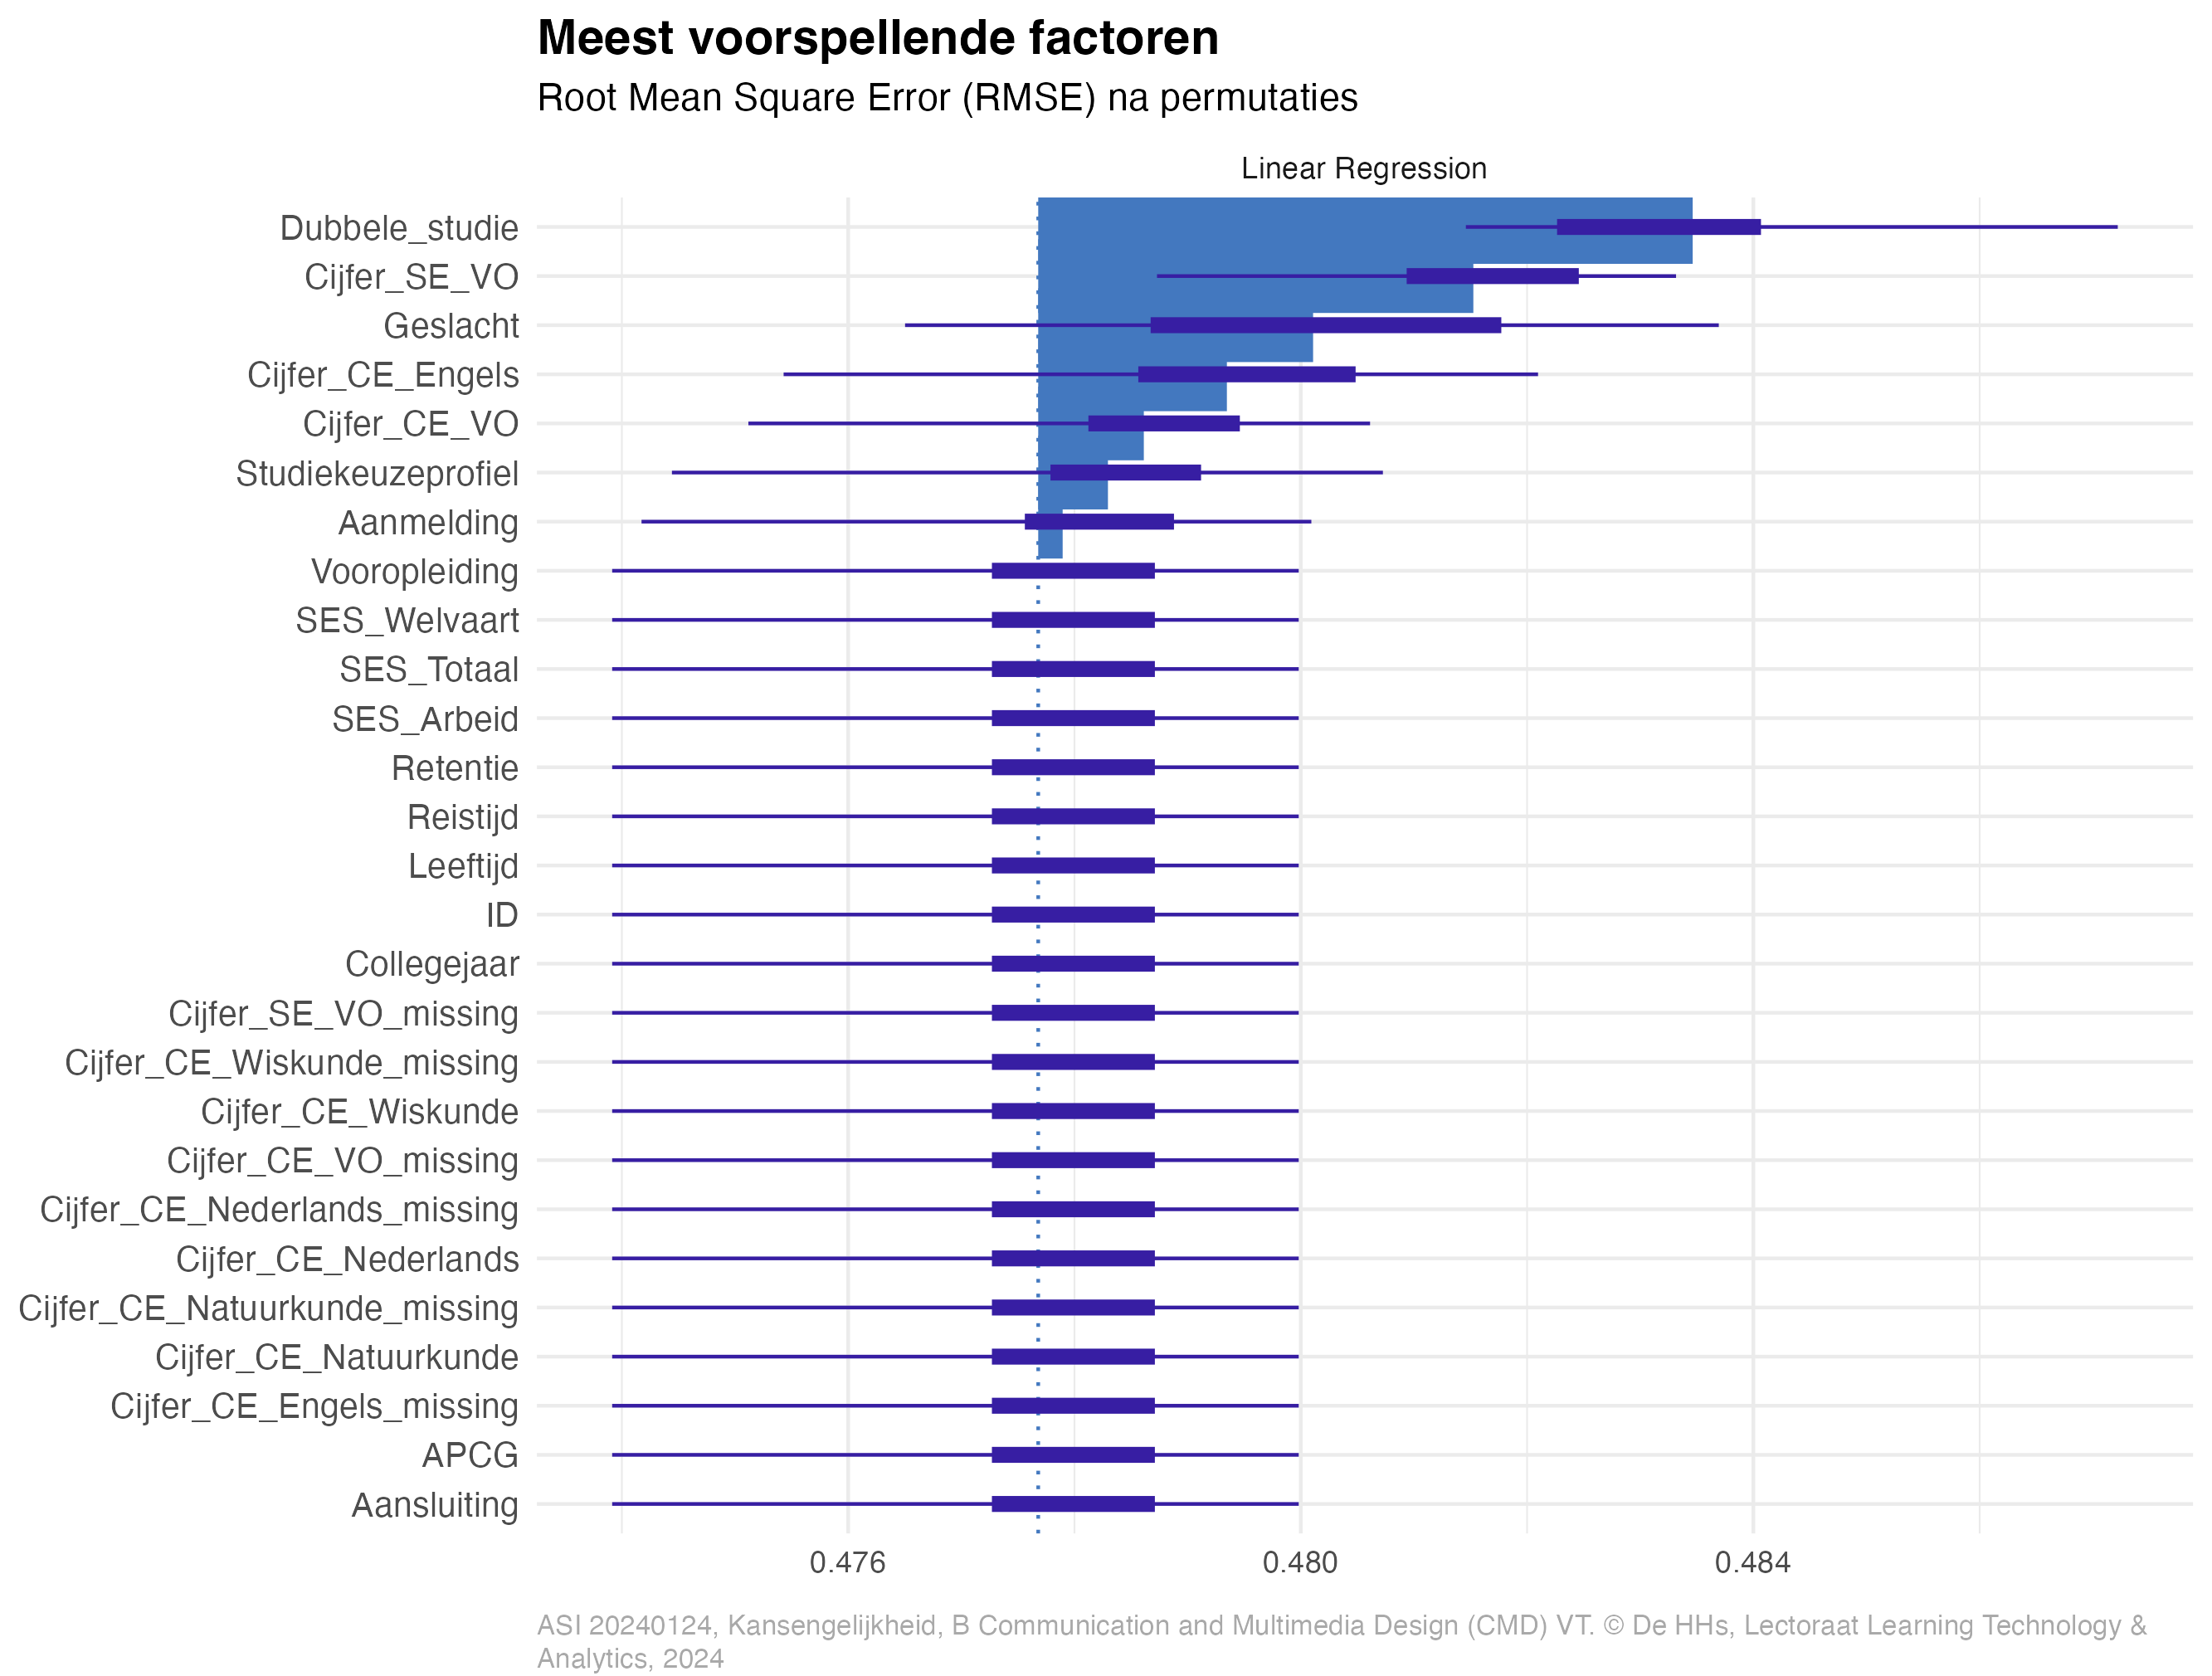 Meest voorspellende factoren
Root Mean Square Error (RMSE) na permutaties
Linear Regression
Dubbele_studie
Cijfer_SE_VO
Geslacht
Cijfer_CE_Engels
Cijfer_CE_VO
Studiekeuzeprofiel
Aanmelding
Vooropleiding
SES_Welvaart
SES_Totaal
SES_Arbeid
Retentie
Reistijd
Leeftijd
ID
Collegejaar
Cijfer_SE_VO_missing
Cijfer_CE_Wiskunde_missing
Cijfer_CE_Wiskunde
Cijfer_CE_VO_missing
Cijfer_CE_Nederlands_missing
Cijfer_CE_Nederlands
Cijfer_CE_Natuurkunde_missing
Cijfer_CE_Natuurkunde
Cijfer_CE_Engels_missing
APCG
Aansluiting
0.476 0.480 0.484
ASI 20240124, Kansengelijkheid, B Communication and Multimedia Design (CMD) VT. © De HHs, Lectoraat Learning Technology &
Analytics, 2024